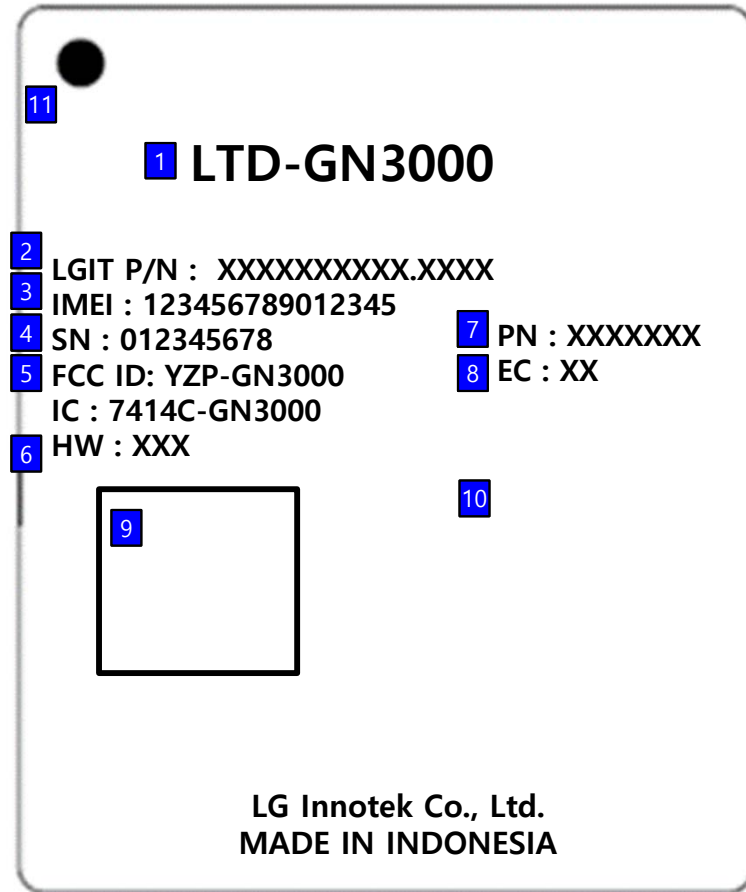 11
1 LTD-GN3000
2 LGIT P/N : XXXXXXXXXX.XXXX
3 IMEI : 123456789012345
4 SN : 012345678
7 PN : XXXXXXX
5 FCC ID: YZP-GN3000
8 EC : XX
IC : 7414C-GN3000
6 HW : XXX
10
9
LG Innotek Co., Ltd.
MADE IN INDONESIA